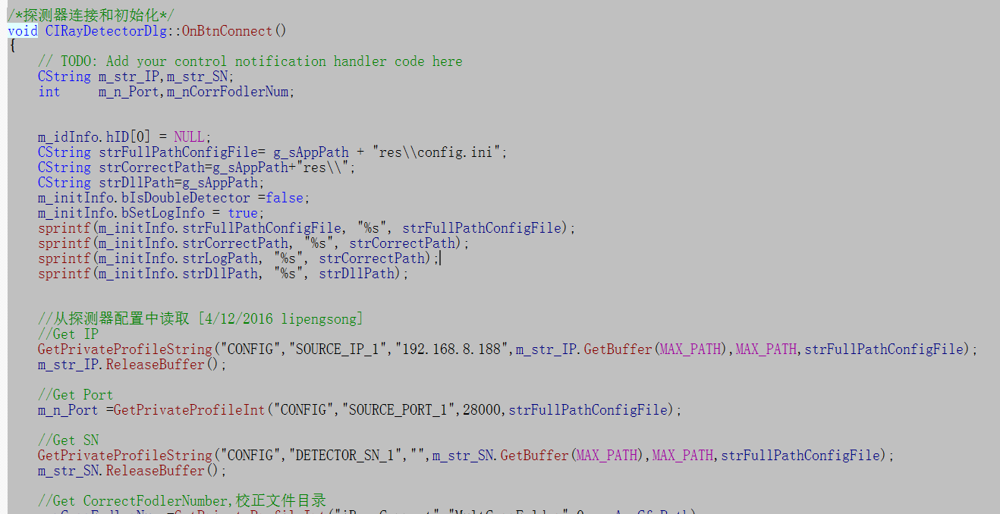 /*探测器连接和初始化*/
void CIRayDetectorDlg::OnBtnConnect()
{
// TODO: Add your control notification handler code here
CString m_str_IP,m_str_SN;
int     m_n_Port,m_nCorrFodlerNum;
m_idInfo.hID[0] = NULL;
CString strFullPathConfigFile= g_sAppPath + "res\\config.ini";
CString strCorrectPath=g_sAppPath+"res\\";
CString strDllPath=g_sAppPath;
m_initInfo.bIsDoubleDetector =false;
m_initInfo.bSetLogInfo = true;
sprintf(m_initInfo.strFullPathConfigFile, "%s", strFullPathConfigFile);
sprintf(m_initInfo.strCorrectPath, "%s", strCorrectPath);
sprintf(m_initInfo.strLogPath, "%s", strCorrectPath);
sprintf(m_initInfo.strDllPath, "%s", strDllPath);
//从探测器配置中读取 [4/12/2016 lipengsong]
//Get IP
GetPrivateProfileString("CONFIG","SOURCE_IP_1","192.168.8.188",m_str_IP.GetBuffer(MAX_PATH),MAX_PATH,strFullPathConfigFile);
m_str_IP.ReleaseBuffer();
//Get Port
m_n_Port =GetPrivateProfileInt("CONFIG","SOURCE_PORT_1",28000,strFullPathConfigFile);
//Get SN
GetPrivateProfileString("CONFIG","DETECTOR_SN_1","",m_str_SN.GetBuffer(MAX_PATH),MAX_PATH,strFullPathConfigFile);
m_str_SN.ReleaseBuffer();
//Get CorrectFodlerNumber,校正文件目录